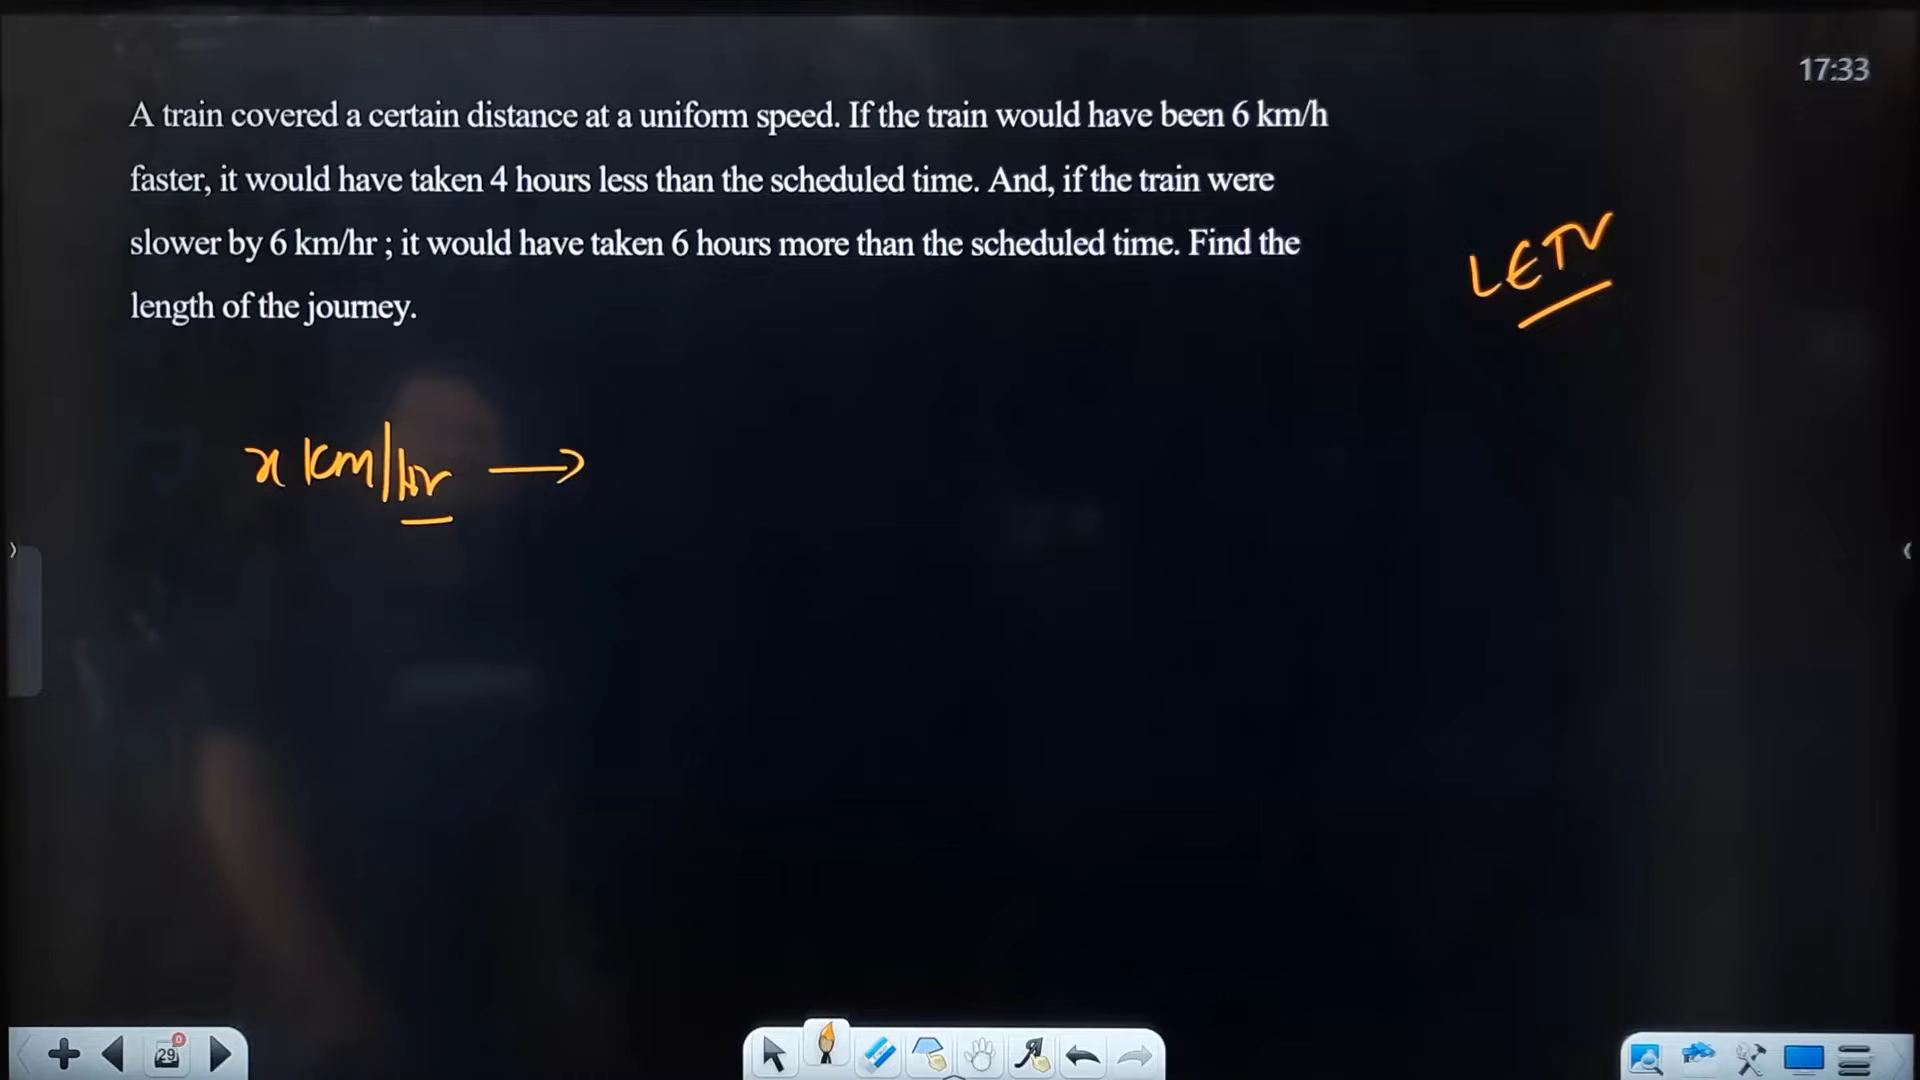 17:33
A train covered a certain distance at a uniform speed. If the train would have been 6 km/h
faster, it would have taken 4 hours less than the scheduled time. And, if the train were
slower by 6 km/hr ; it would have taken 6 hours more than the scheduled time. Find the
length of the journey.
LETV
x km/Hr →
0
29